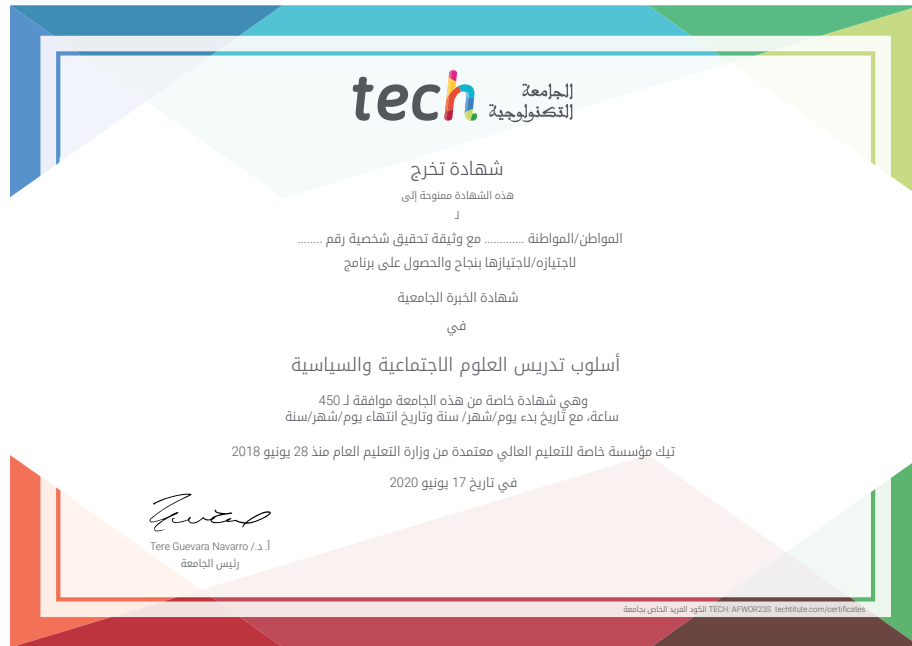 tech الجامعة
التكنولوجية
شهادة تخرج
هذه الشهادة ممنوحة إلى
لـ
المواطن/المواطنة ............ مع وثيقة تحقيق شخصية رقم ........
لاجتيازه/لاجتيازها بنجاح والحصول على برنامج
شهادة الخبرة الجامعية
في
أسلوب تدريس العلوم الاجتماعية والسياسية
وهي شهادة خاصة من هذه الجامعة موافقة لـ 450
ساعة، مع تاريخ بدء يوم/شهر/ سنة وتاريخ انتهاء يوم/شهر/سنة
تيك مؤسسة خاصة للتعليم العالي معتمدة من وزارة التعليم العام منذ 28 يونيو 2018
في تاريخ 17 يونيو 2020
أ.د./ Tere Guevara Navarro
رئيس الجامعة
الكود الفريد الخاص بجامعة TECH: AFWOR23S techtitute.com/certificates